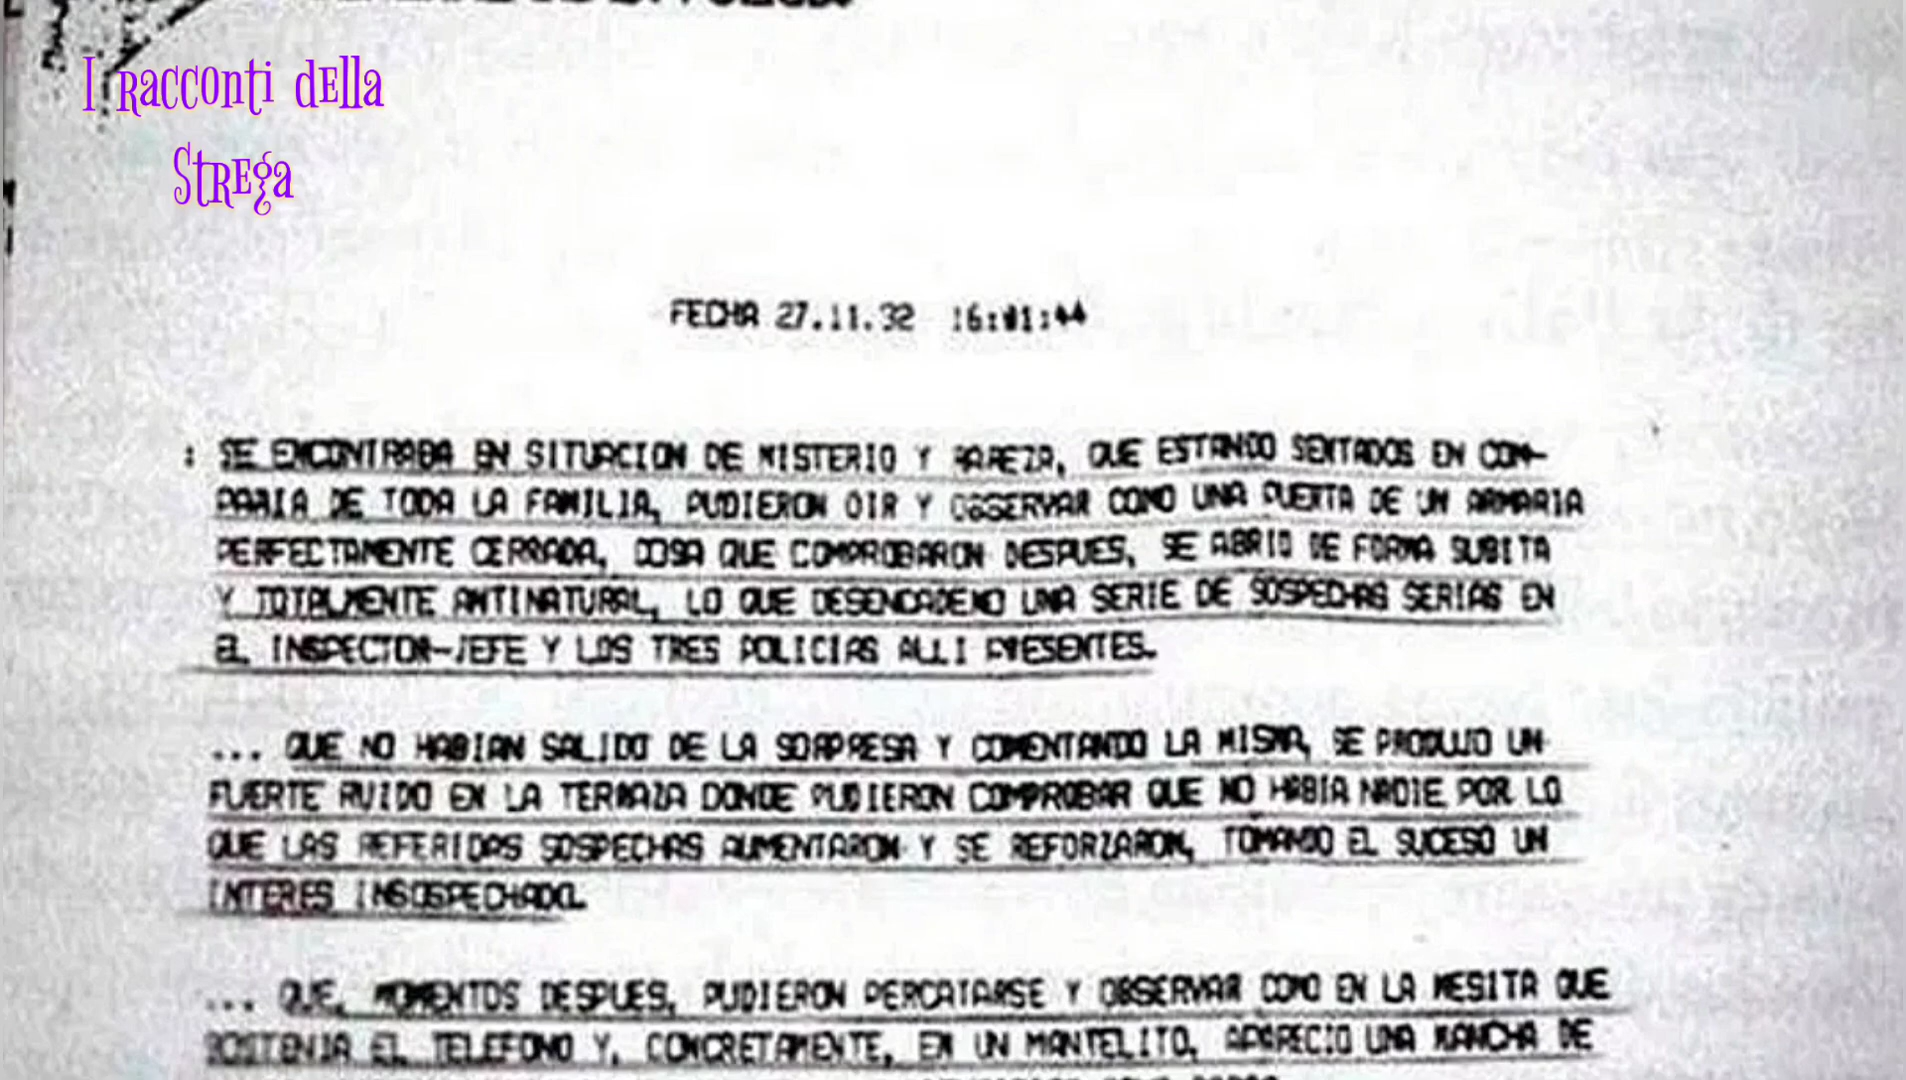 I racconti della
Strega
FECHA 27.11.92 16:01:44
: SE ENCONTRABA EN SITUACION DE MISTERIO Y RAREZA, QUE ESTANDO SENTADOS EN COM-
PAÑIA DE TODA LA FAMILIA, PUDIERON OIR Y OBSERVAR COMO UNA PUERTA DE UN ARMARIA
PERFECTAMENTE CERRADA, COSA QUE COMPROBARON DESPUES, SE ABRIO DE FORMA SUBITA
Y TOTALMENTE ANTINATURAL, LO QUE DESENCADENO UNA SERIE DE SOSPECHAS SERIAS EN
EL INSPECTOR-JEFE Y LOS TRES POLICIAS ALLI PRESENTES.
... QUE NO HABIAN SALIDO DE LA SORPRESA Y COMENTANDO LA MISMA, SE PRODUJO UN
FUERTE RUIDO EN LA TERRAZA DONDE PUDIERON COMPROBAR QUE NO HABIA NADIE POR LO
QUE LAS REFERIDAS SOSPECHAS AUMENTARON Y SE REFORZARON, TOMANDO EL SUCESO UN
INTERES INSOSPECHADO.
... QUE, MOMENTOS DESPUES, PUDIERON PERCATARSE Y OBSERVAR COMO EN LA MESITA QUE
SOSTENIA EL TELEFONO Y, CONCRETAMENTE, EN UN MANTELITO, APARECIO UNA MANCHA DE